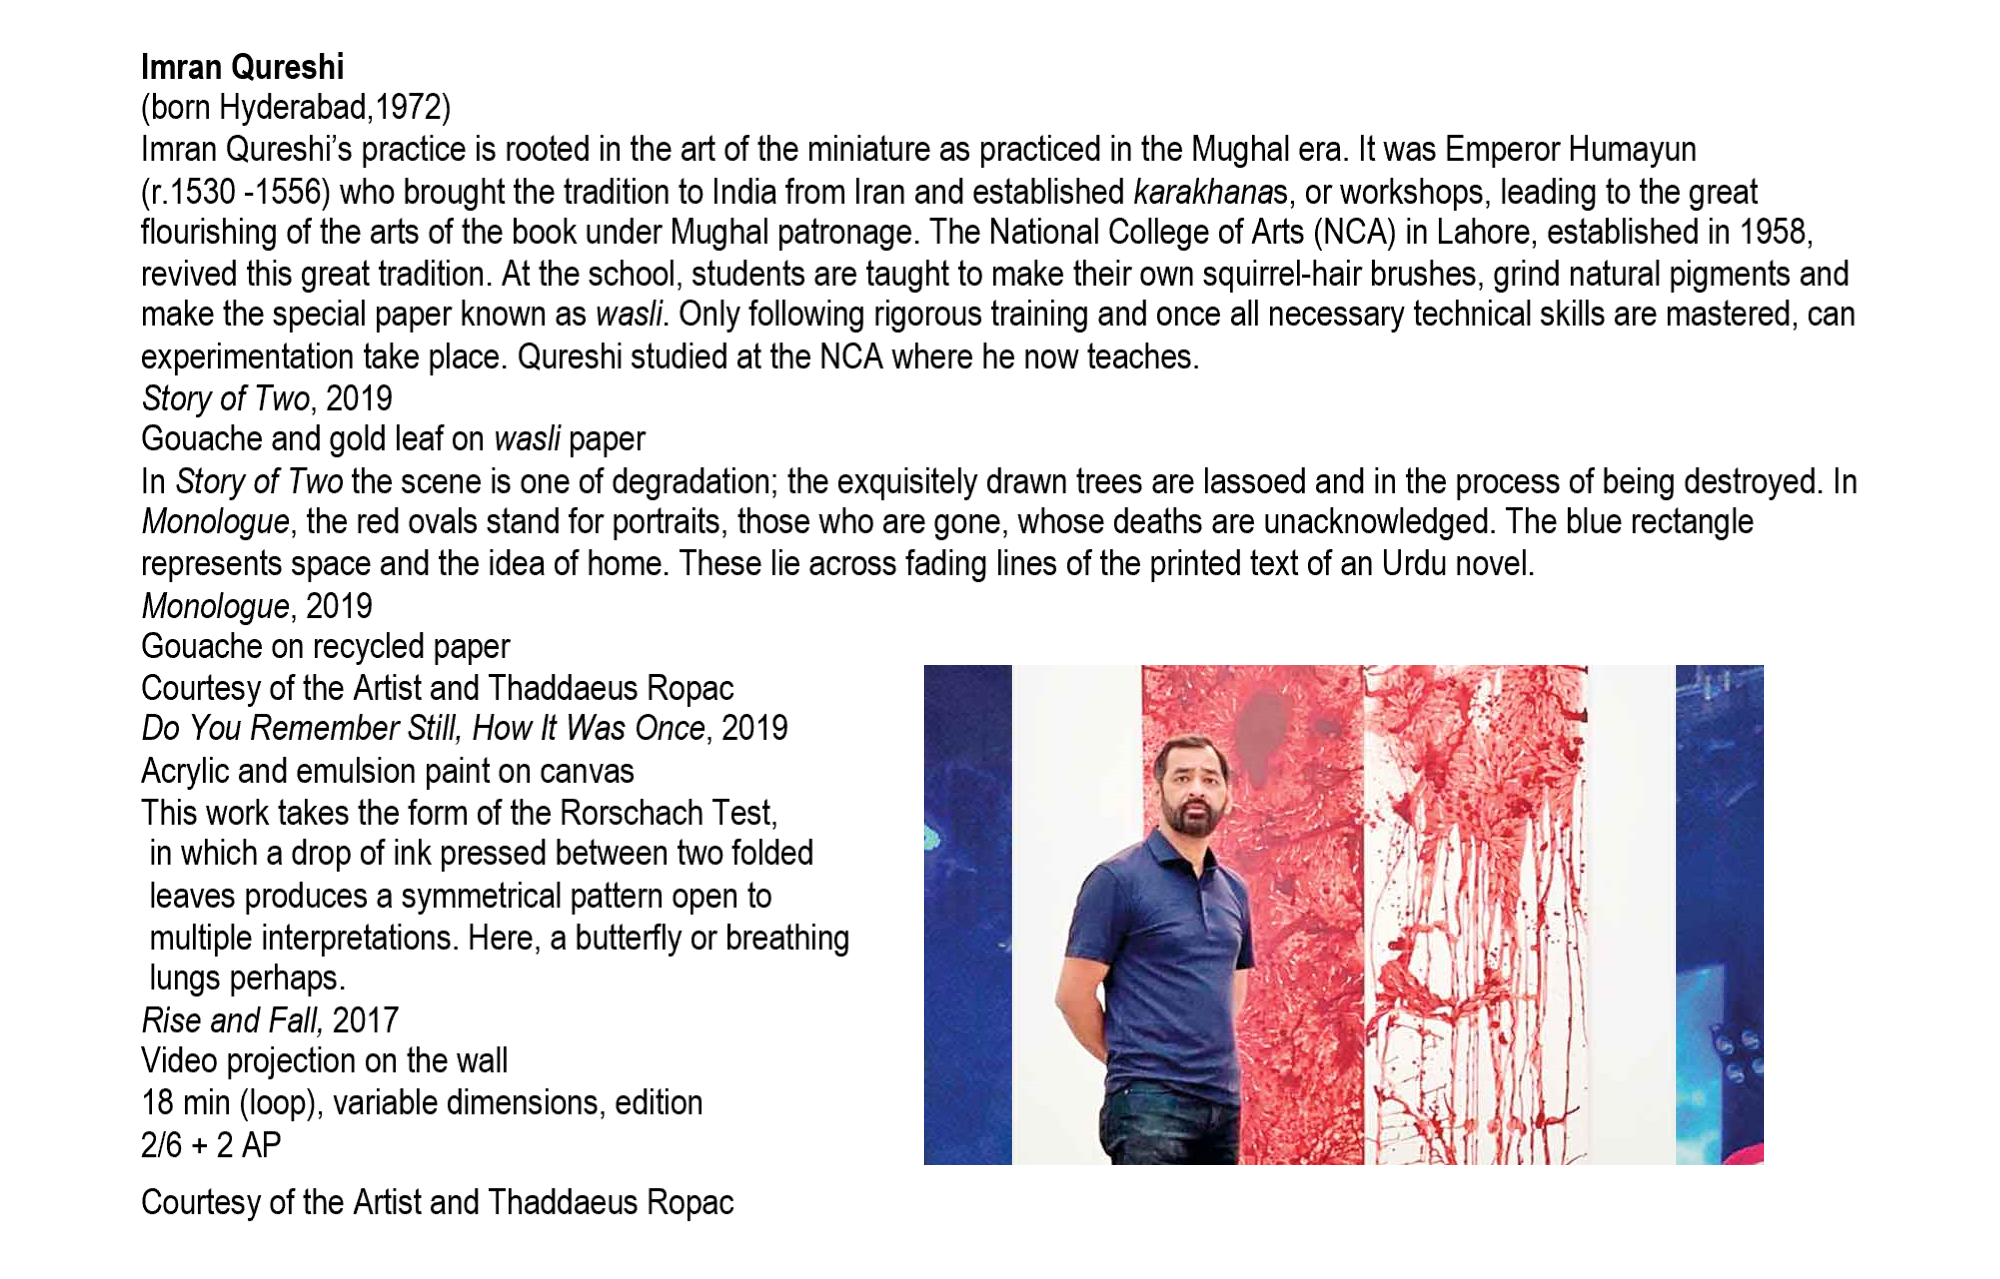 Imran Qureshi
(born Hyderabad,1972)
Imran Qureshi’s practice is rooted in the art of the miniature as practiced in the Mughal era. It was Emperor Humayun
(r.1530 -1556) who brought the tradition to India from Iran and established karakhanas, or workshops, leading to the great
flourishing of the arts of the book under Mughal patronage. The National College of Arts (NCA) in Lahore, established in 1958,
revived this great tradition. At the school, students are taught to make their own squirrel-hair brushes, grind natural pigments and
make the special paper known as wasli. Only following rigorous training and once all necessary technical skills are mastered, can
experimentation take place. Qureshi studied at the NCA where he now teaches.
Story of Two, 2019
Gouache and gold leaf on wasli paper
In Story of Two the scene is one of degradation; the exquisitely drawn trees are lassoed and in the process of being destroyed. In
Monologue, the red ovals stand for portraits, those who are gone, whose deaths are unacknowledged. The blue rectangle
represents space and the idea of home. These lie across fading lines of the printed text of an Urdu novel.
Monologue, 2019
Gouache on recycled paper
Courtesy of the Artist and Thaddaeus Ropac
Do You Remember Still, How It Was Once, 2019
Acrylic and emulsion paint on canvas
This work takes the form of the Rorschach Test,
in which a drop of ink pressed between two folded
leaves produces a symmetrical pattern open to
multiple interpretations. Here, a butterfly or breathing
lungs perhaps.
Rise and Fall, 2017
Video projection on the wall
18 min (loop), variable dimensions, edition
2/6 + 2 AP
Courtesy of the Artist and Thaddaeus Ropac